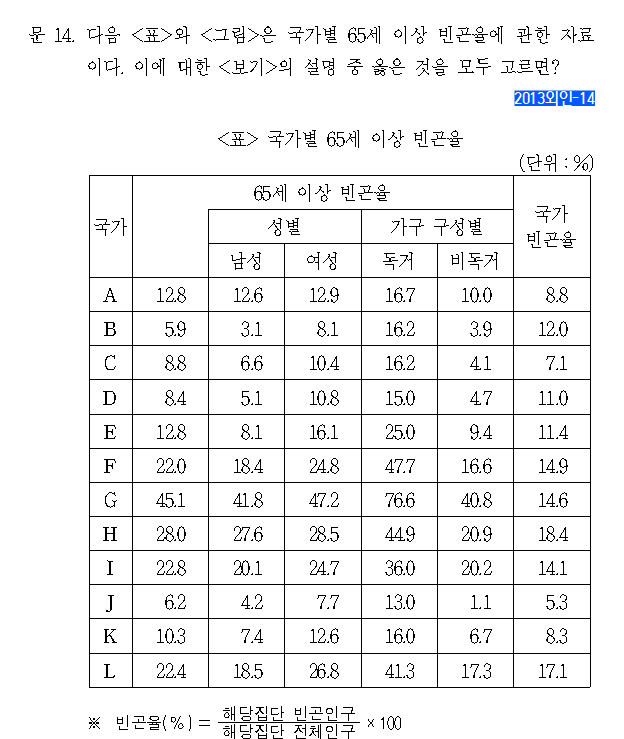 문 14. 다음 <표>와 <그림>은 국가별 65세 이상 빈곤율에 관한 자료
이다. 이에 대한 <보기>의 설명 중 옳은 것을 모두 고르면?
2013외인-14
<표> 국가별 65세 이상 빈곤율
(단위 : %)
국가 65세 이상 빈곤율 국가 빈곤율
성별 가구 구성별
남성 여성 독거 비독거
A 12.8 12.6 12.9 16.7 10.0 8.8
B 5.9 3.1 8.1 16.2 3.9 12.0
C 8.8 6.6 10.4 16.2 4.1 7.1
D 8.4 5.1 10.8 15.0 4.7 11.0
E 12.8 8.1 16.1 25.0 9.4 11.4
F 22.0 18.4 24.8 47.7 16.6 14.9
G 45.1 41.8 47.2 76.6 40.8 14.6
H 28.0 27.6 28.5 44.9 20.9 18.4
I 22.8 20.1 24.7 36.0 20.2 14.1
J 6.2 4.2 7.7 13.0 1.1 5.3
K 10.3 7.4 12.6 16.0 6.7 8.3
L 22.4 18.5 26.8 41.3 17.3 17.1
※ 빈곤율(%) = 해당집단 빈곤인구 / 해당집단 전체인구 × 100